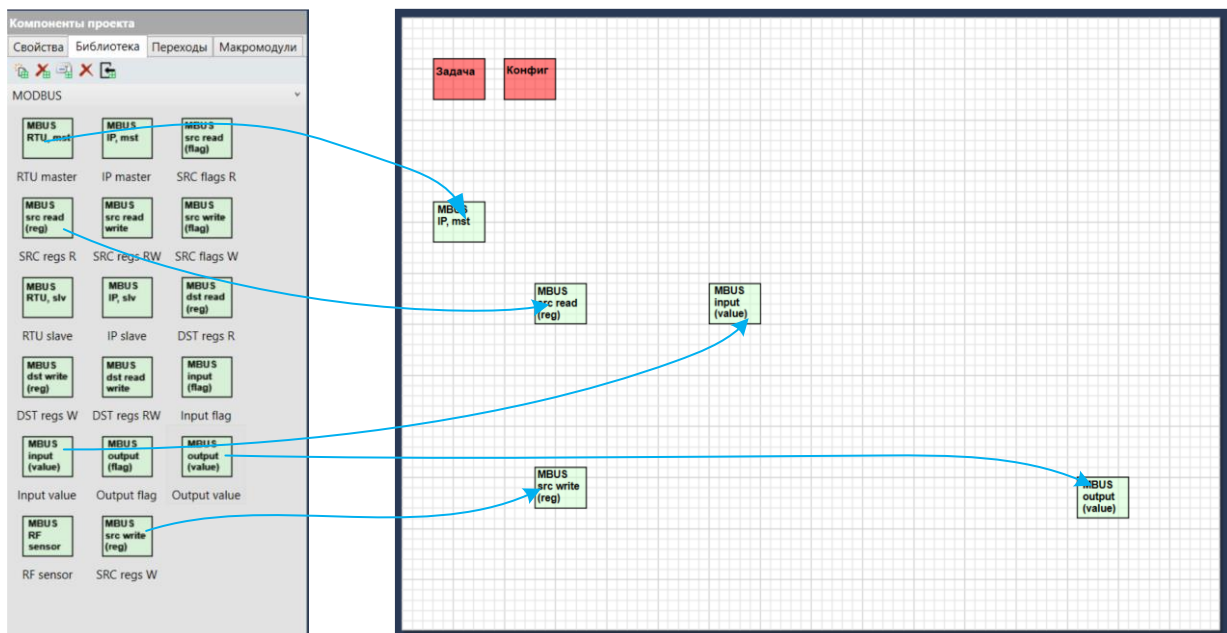 Компоненты проекта
Свойства Библиотека Переходы Макромодули
MODBUS
MBUS
RTU, mst
MBUS
IP, mst
MBUS
src read
(flag)
RTU master IP master SRC flags R
MBUS
src read
(reg)
MBUS
src read
write
MBUS
src write
(flag)
SRC regs R SRC regs RW SRC flags W
MBUS
RTU, slv
MBUS
IP, slv
MBUS
dst read
(reg)
RTU slave IP slave DST regs R
MBUS
dst write
(reg)
MBUS
dst read
write
MBUS
input
(flag)
DST regs W DST regs RW Input flag
MBUS
input
(value)
MBUS
output
(flag)
MBUS
output
(value)
Input value Output flag Output value
MBUS
RF
sensor
MBUS
src write
(reg)
RF sensor SRC regs W
Задача
Конфиг
MBUS
IP, mst
MBUS
src read
(reg)
MBUS
input
(value)
MBUS
src write
(reg)
MBUS
output
(value)